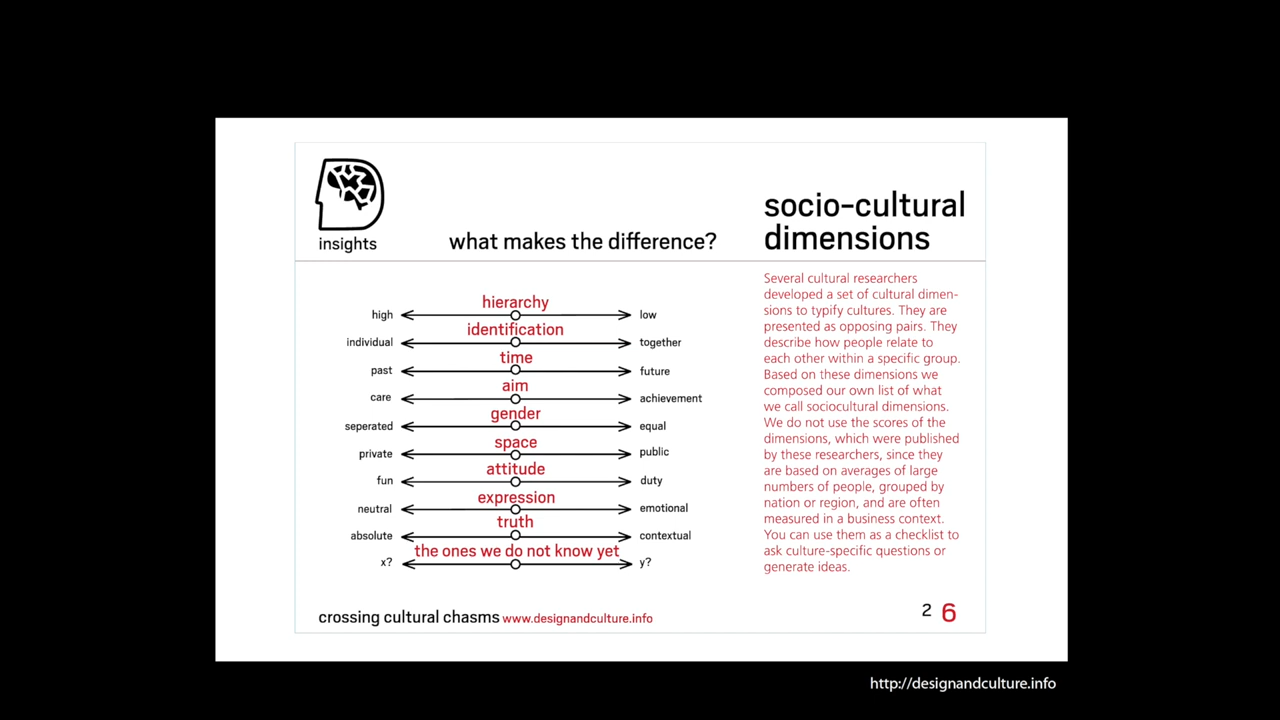 insights
what makes the difference?
socio-cultural
dimensions
hierarchy
high low
identification
individual together
time
past future
aim
care achievement
gender
seperated equal
space
private public
attitude
fun duty
expression
neutral emotional
truth
absolute contextual
the ones we do not know yet
x? y?
Several cultural researchers
developed a set of cultural dimen-
sions to typify cultures. They are
presented as opposing pairs. They
describe how people relate to
each other within a specific group.
Based on these dimensions we
composed our own list of what
we call sociocultural dimensions.
We do not use the scores of the
dimensions, which were published
by these researchers, since they
are based on averages of large
numbers of people, grouped by
nation or region, and are often
measured in a business context.
You can use them as a checklist to
ask culture-specific questions or
generate ideas.
crossing cultural chasms www.designandculture.info
2 6
http://designandculture.info